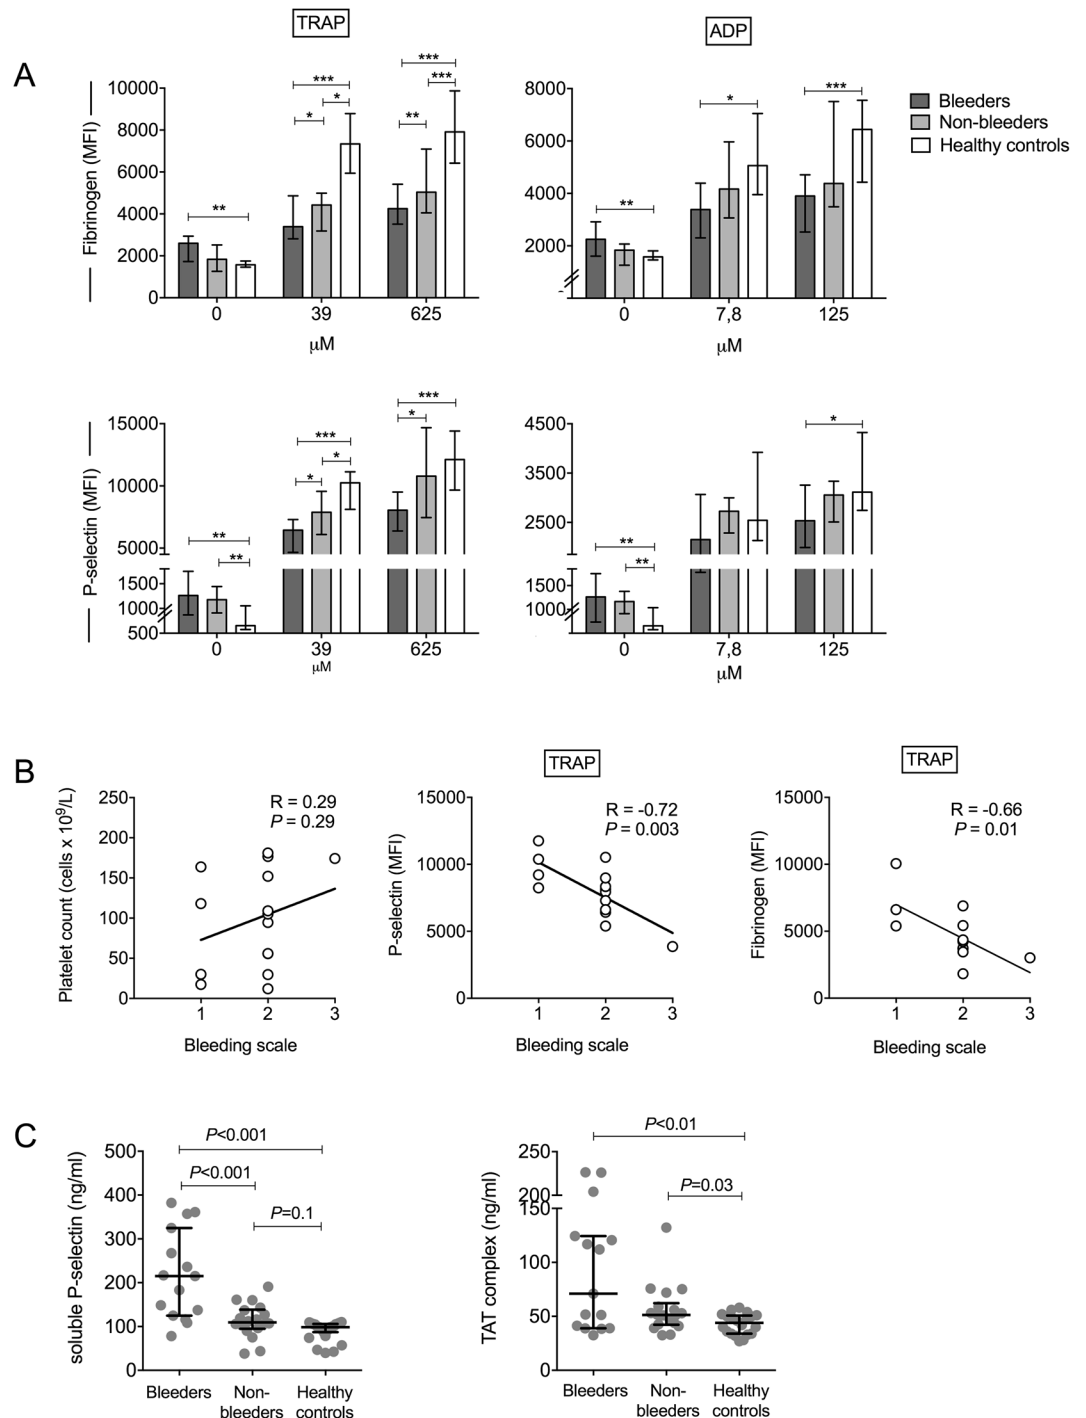 TRAP
ADP
A
Fibrinogen (MFI)
10000
8000
6000
4000
2000
0
**
*** 
*
*
***
***
**
0
39
625
µM
8000
6000
4000
2000
**
*
***
0
7,8
125
µM
Bleeders
Non-bleeders
Healthy controls
P-selectin (MFI)
15000
10000
5000
1500
1000
500
**
**
***
*
*
***
*
0
39
625
µM
4500
3500
2500
1500
1000
**
**
*
0
7,8
125
µM
B
Platelet count (cells x 10⁹/L)
250
200
150
100
50
0
R = 0.29
P = 0.29
1
2
3
Bleeding scale
TRAP
P-selectin (MFI)
15000
10000
5000
0
R = -0.72
P = 0.003
1
2
3
Bleeding scale
TRAP
Fibrinogen (MFI)
15000
10000
5000
0
R = -0.66
P = 0.01
1
2
3
Bleeding scale
C
soluble P-selectin (ng/ml)
500
400
300
200
100
0
P<0.001
P<0.001
P=0.1
Bleeders
Non-
bleeders
Healthy
controls
TAT complex (ng/ml)
250
200
150
100
50
0
P<0.01
P=0.03
Bleeders
Non-
bleeders
Healthy
controls